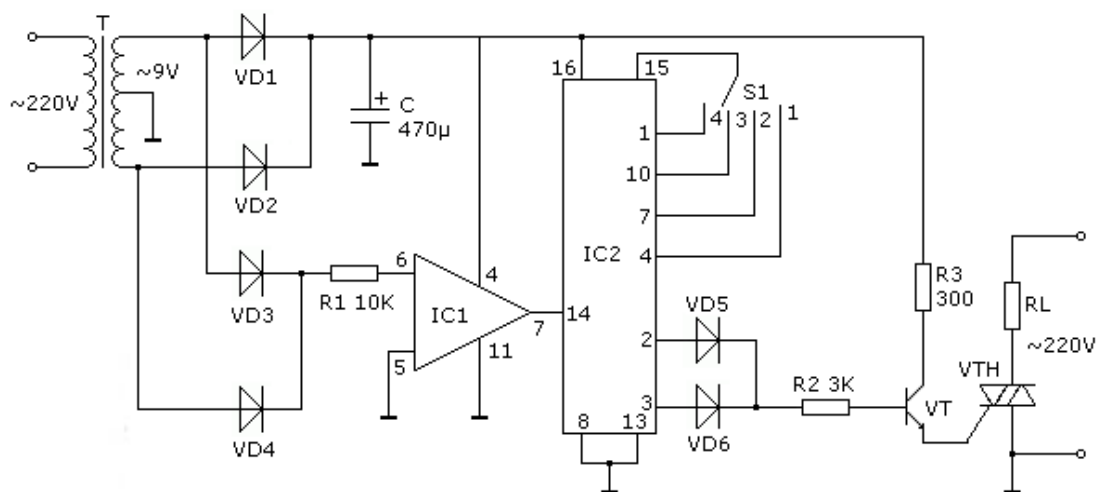 T
~220V
~9V
VD1
VD2
VD3
VD4
+
C
470µ
R1 10K
6
5
4
11
IC1
7
16
15
14
IC2
1
10
7
4
2
3
8
13
4
3
2
1
S1
VD5
VD6
R2 3K
R3
300
VT
VTH
RL
~220V